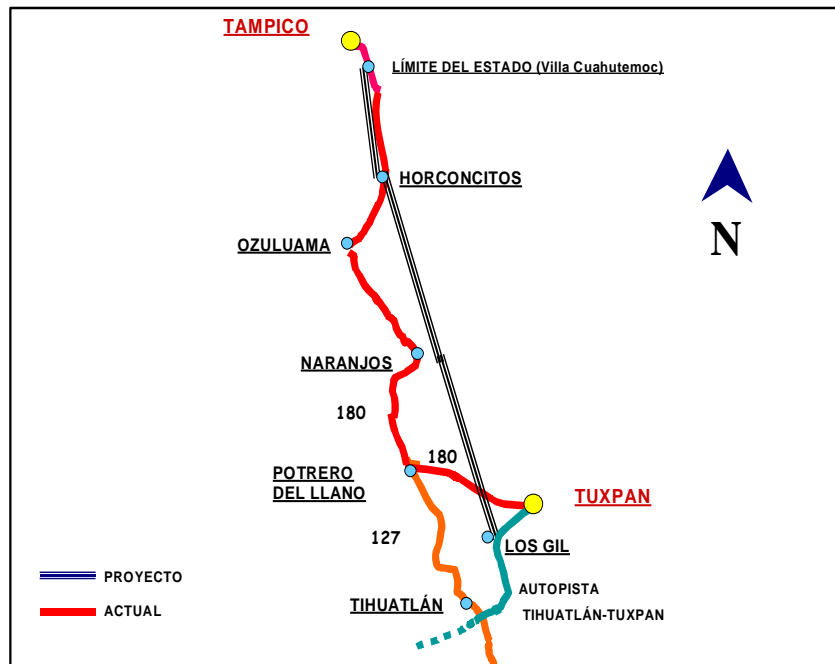 TAMPICO
LÍMITE DEL ESTADO (Villa Cuahutemoc)
HORCONCITOS
N
OZULUAMA
NARANJOS
180
180
POTRERO
DEL LLANO
TUXPAN
127
LOS GIL
PROYECTO
AUTOPISTA
TIHUATLÁN
ACTUAL
TIHUATLÁN-TUXPAN